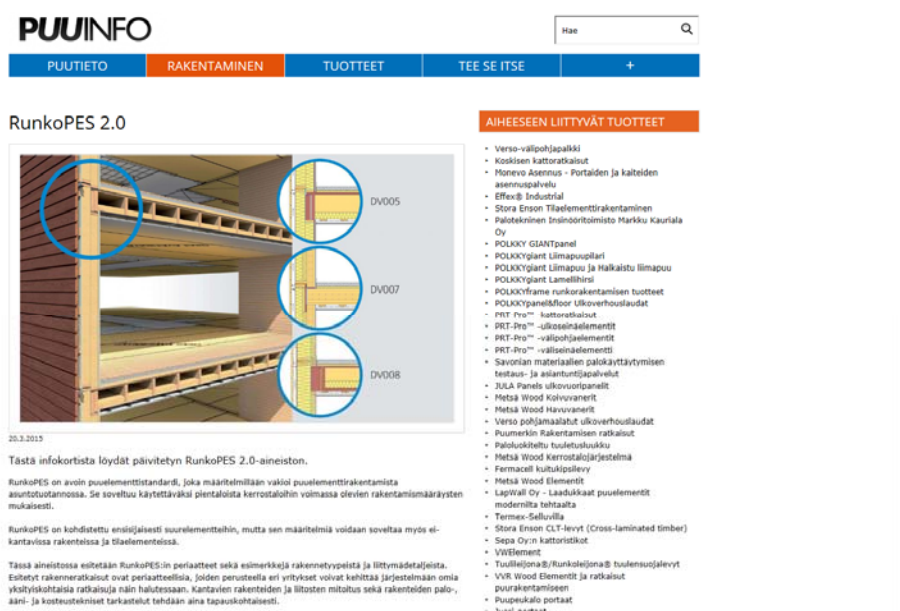 PUUINFO
Hae
PUUTIETO RAKENTAMINEN TUOTTEET TEE SE ITSE +
RunkoPES 2.0
DV005
DV007
DV008
20.3.2015
Tästä infokortista löydät päivitetyn RunkoPES 2.0-aineiston.
RunkoPES on avoin puuelementtistandardi, joka määritelmillään vakioi puuelementtirakentamista
asuntotuotannossa. Se soveltuu käytettäväksi pientaloista kerrostaloihin voimassa olevien rakentamismääräysten
mukaisesti.
RunkoPES on kohdistettu ensisijaisesti suurelementteihin, mutta sen määritelmiä voidaan soveltaa myös ei-
kantavissa rakenteissa ja tilaelementeissä.
Tässä aineistossa esitetään RunkoPES:in periaatteet sekä esimerkkejä rakennetyypeistä ja liittymädetaljeista.
Esitetyt rakenneratkaisut ovat periaatteellisia, joiden perusteella eri yritykset voivat kehittää järjestelmään omia
yksityiskohtaisia ratkaisuja näin halutessaan. Kantavien rakenteiden ja liitosten mitoitus sekä rakenteiden palo-,
ääni- ja kosteustekniset tarkastelut tehdään aina tapauskohtaisesti.
AIHEESEEN LIITTYVÄT TUOTTEET
• Verso-välipohjapalkki
• Koskisen kattoratkaisut
• Monevo Asennus - Portaiden ja kaiteiden
asennuspalvelu
• Effex® Industrial
• Stora Enson Tilaelementtirakentaminen
• Palotekninen Insinööritoimisto Markku Kauriala
Oy
• POLKKY GIANTpanel
• POLKKYgiant Liimapuupilari
• POLKKYgiant Liimapuu ja Halkaistu liimapuu
• POLKKYgiant Lamellihirsi
• POLKKYframe runkorakentamisen tuotteet
• POLKKYpanel&floor Ulkoverhouslaudat
• PRT-Pro™ -kattoratkaisut
• PRT-Pro™ -ulkoseinäelementit
• PRT-Pro™ -välipohjaelementit
• PRT-Pro™ -väliseinäelementti
• Savonian materiaalien palokäyttäytymisen
testaus- ja asiantuntijapalvelut
• JULA Panels ulkovuoripaneelit
• Metsä Wood Koivuvanerit
• Metsä Wood Havuvanerit
• Verso pohjamaalatut ulkoverhouslaudat
• Puumerkin Rakentamisen ratkaisut
• Paloluokiteltu tuuletusluukku
• Metsä Wood Kerrostalojärjestelmä
• Fermacell kuitukipsilevy
• Metsä Wood Elementit
• LapWall Oy - Laadukkaat puuelementit
modernilta tehtaalta
• Termex-Selluvilla
• Stora Enson CLT-levyt (Cross-laminated timber)
• Sepa Oy:n kattoristikot
• VWElement
• Tuulileijona®/Runkoleijona® tuulensuojalevyt
• VVR Wood Elementit ja ratkaisut
puurakentamiseen
• Puupeukalo portaat